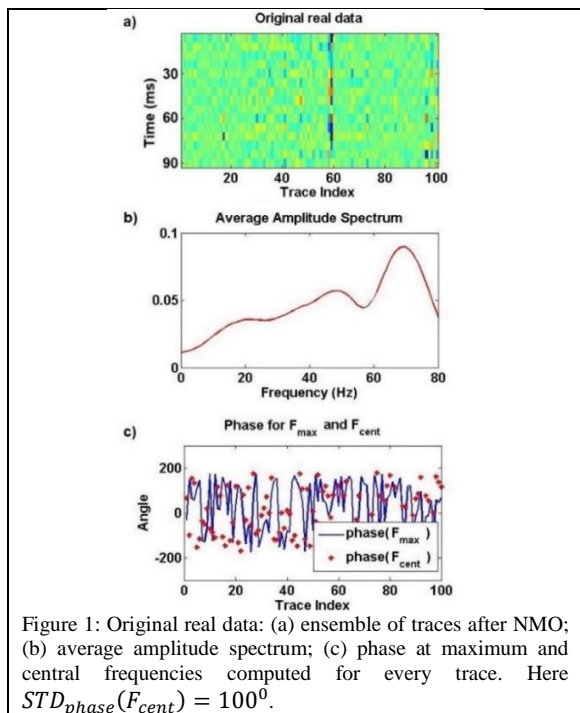 a)
Original real data
Time (ms)
30
60
90
20 40 60 80 100
Trace Index
b)
Average Amplitude Spectrum
0.1
0.05
0
0 20 40 60 80
Frequency (Hz)
c)
Phase for F_max and F_cent
Angle
200
0
-200
phase(F_max)
phase(F_cent)
0 20 40 60 80 100
Trace Index
Figure 1: Original real data: (a) ensemble of traces after NMO;
(b) average amplitude spectrum; (c) phase at maximum and
central frequencies computed for every trace. Here
STD_phase(F_cent) = 100⁰.